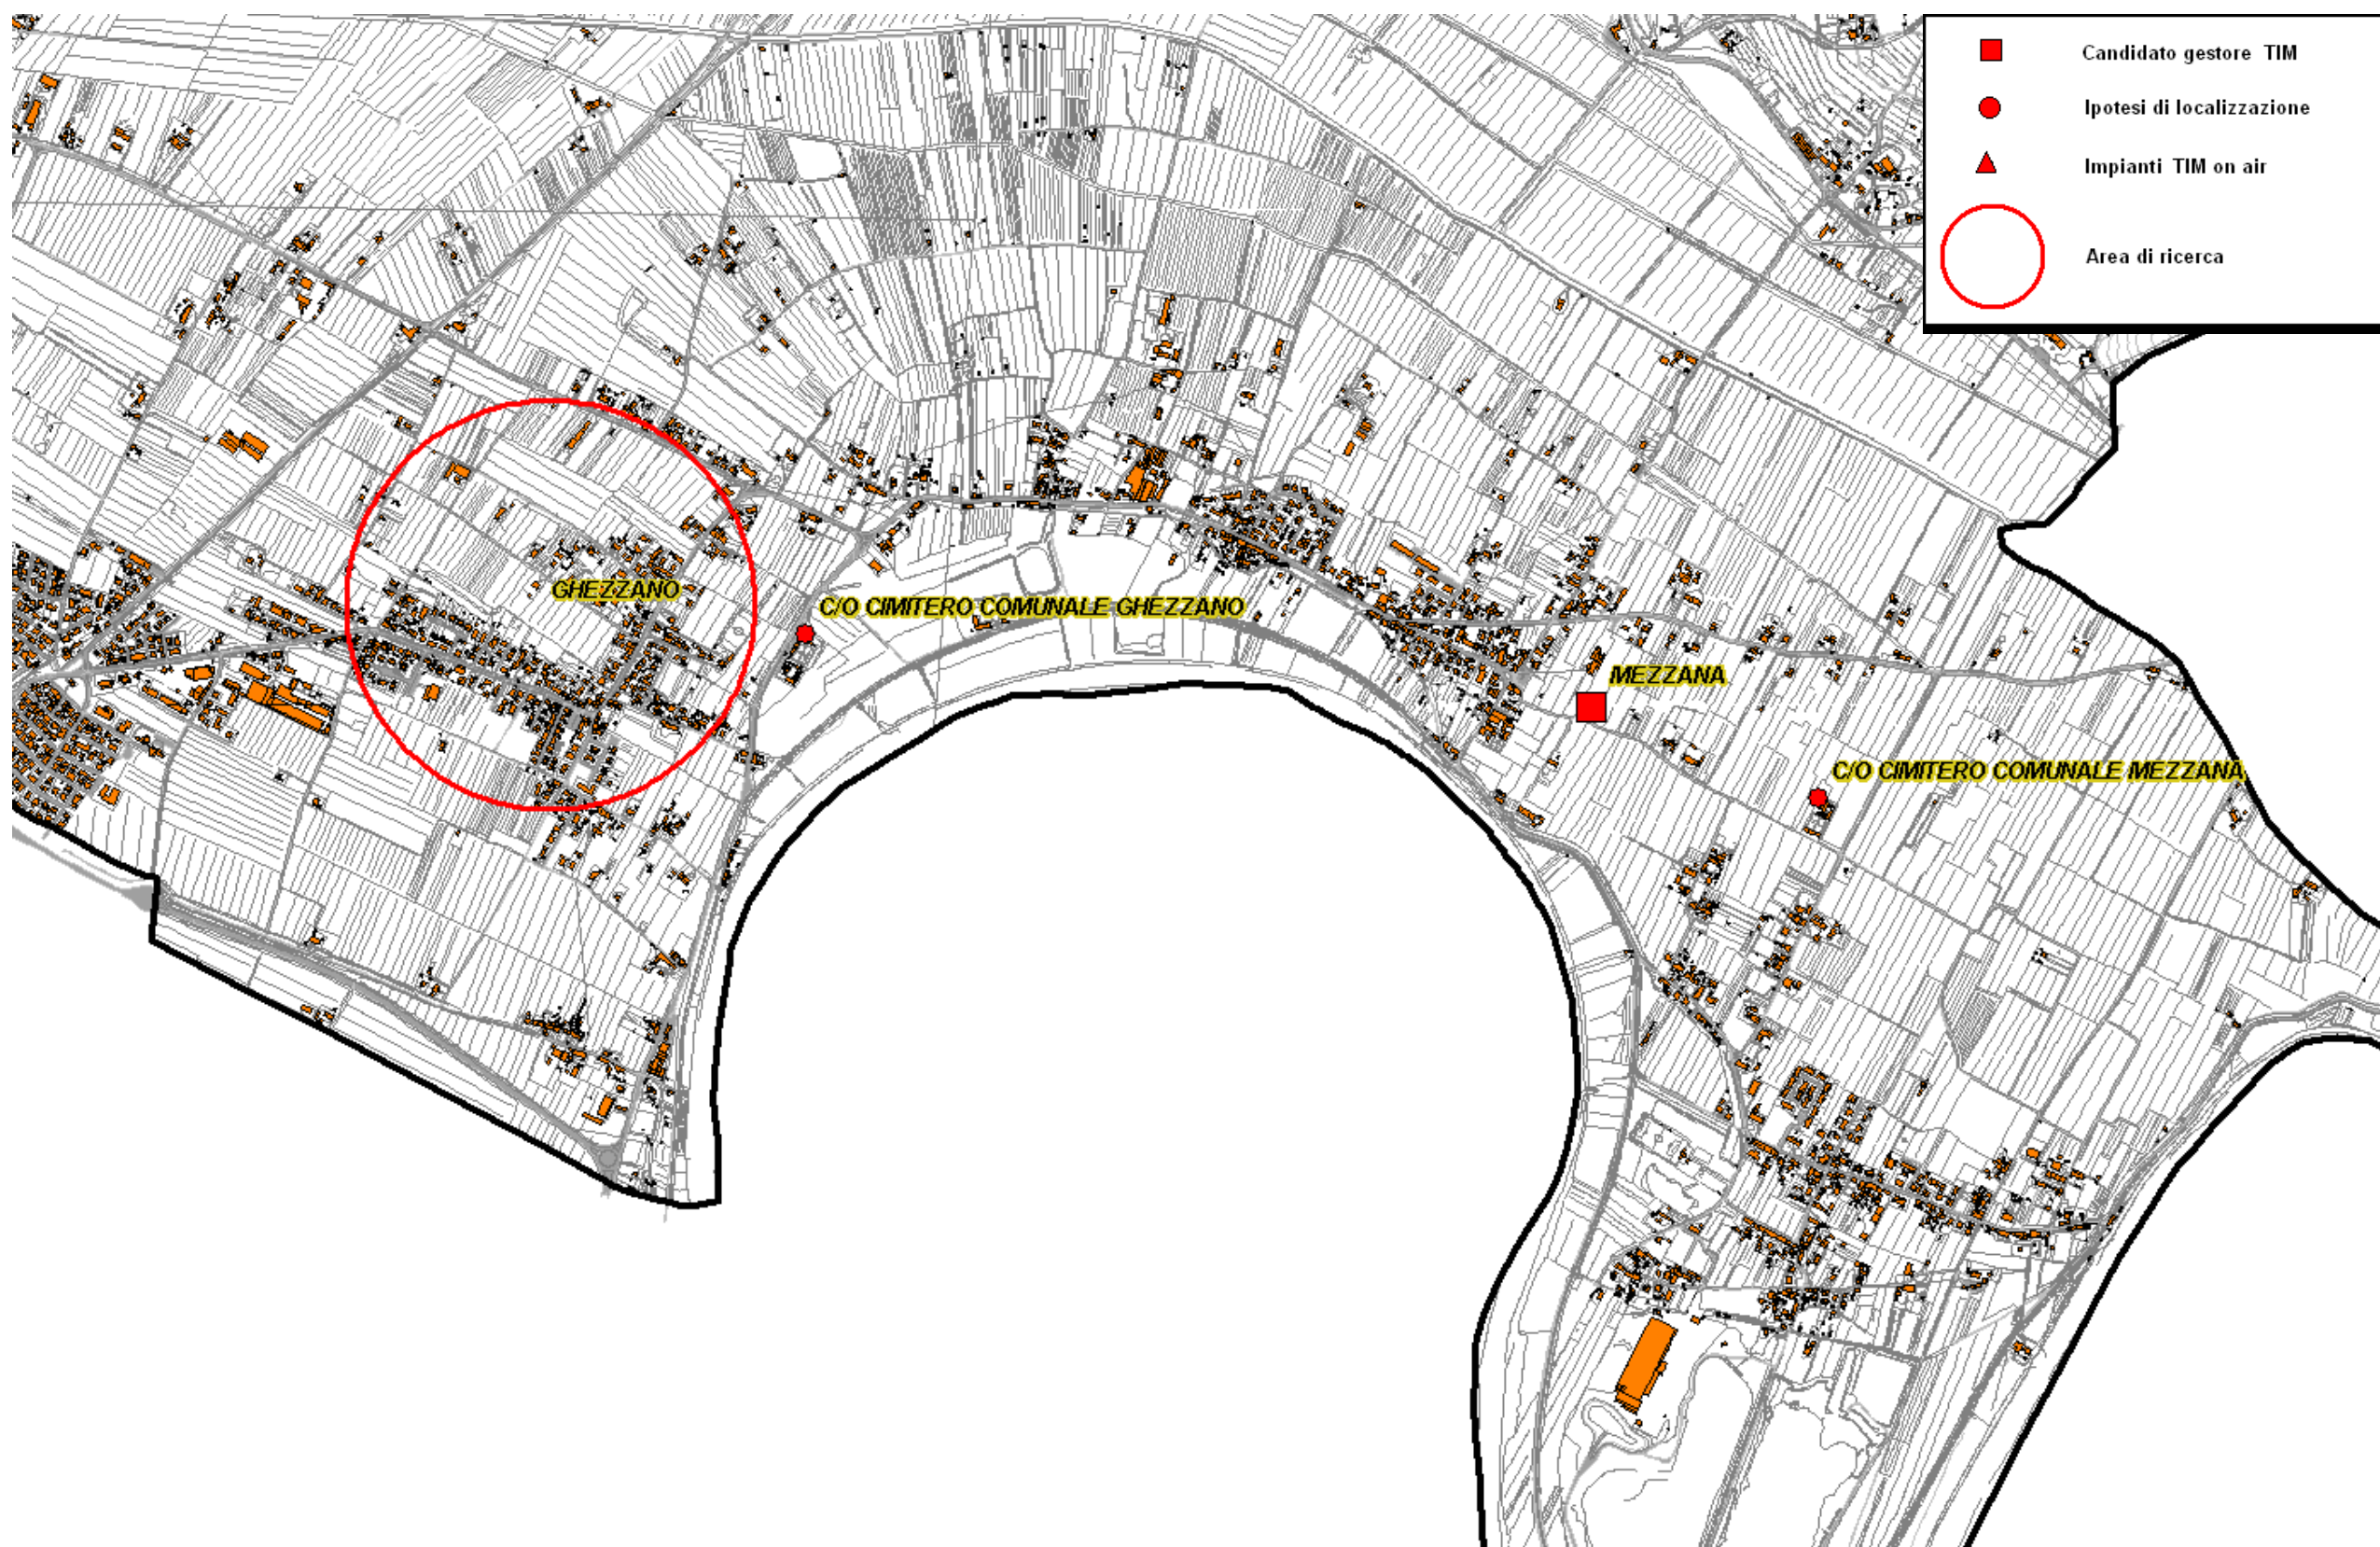 Candidato gestore TIM
Ipotesi di localizzazione
Impianti TIM on air
Area di ricerca
GHEZZANO
C/O CIMITERO COMUNALE GHEZZANO
MEZZANA
C/O CIMITERO COMUNALE MEZZANA